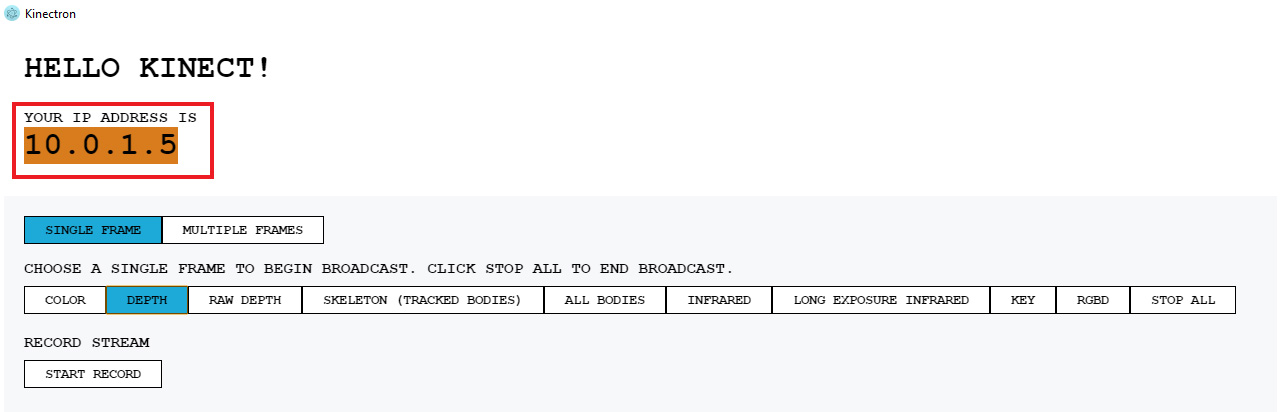 Kinectron
HELLO KINECT!
YOUR IP ADDRESS IS
10.0.1.5
SINGLE FRAME MULTIPLE FRAMES
CHOOSE A SINGLE FRAME TO BEGIN BROADCAST. CLICK STOP ALL TO END BROADCAST.
COLOR DEPTH RAW DEPTH SKELETON (TRACKED BODIES) ALL BODIES INFRARED LONG EXPOSURE INFRARED KEY RGBD STOP ALL
RECORD STREAM
START RECORD